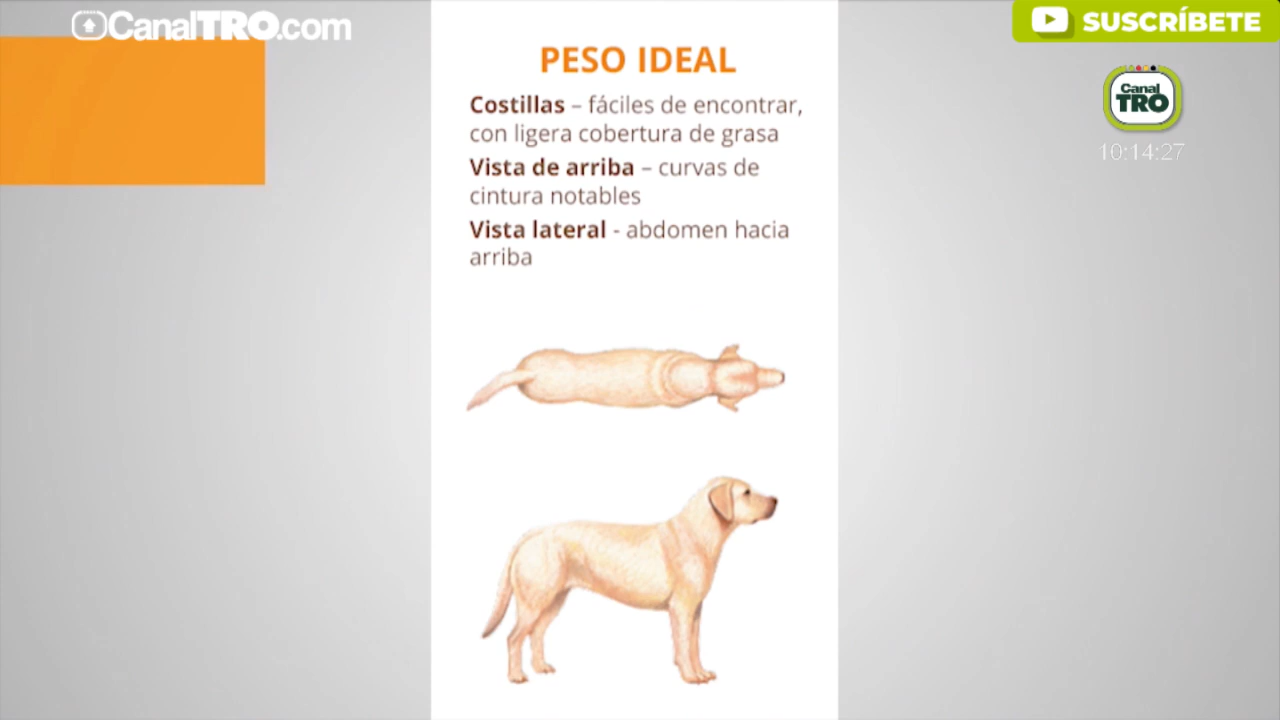 CanalTRO.com
SUSCRÍBETE
Canal
TRO
10:14:27
PESO IDEAL
Costillas – fáciles de encontrar,
con ligera cobertura de grasa
Vista de arriba – curvas de
cintura notables
Vista lateral - abdomen hacia
arriba